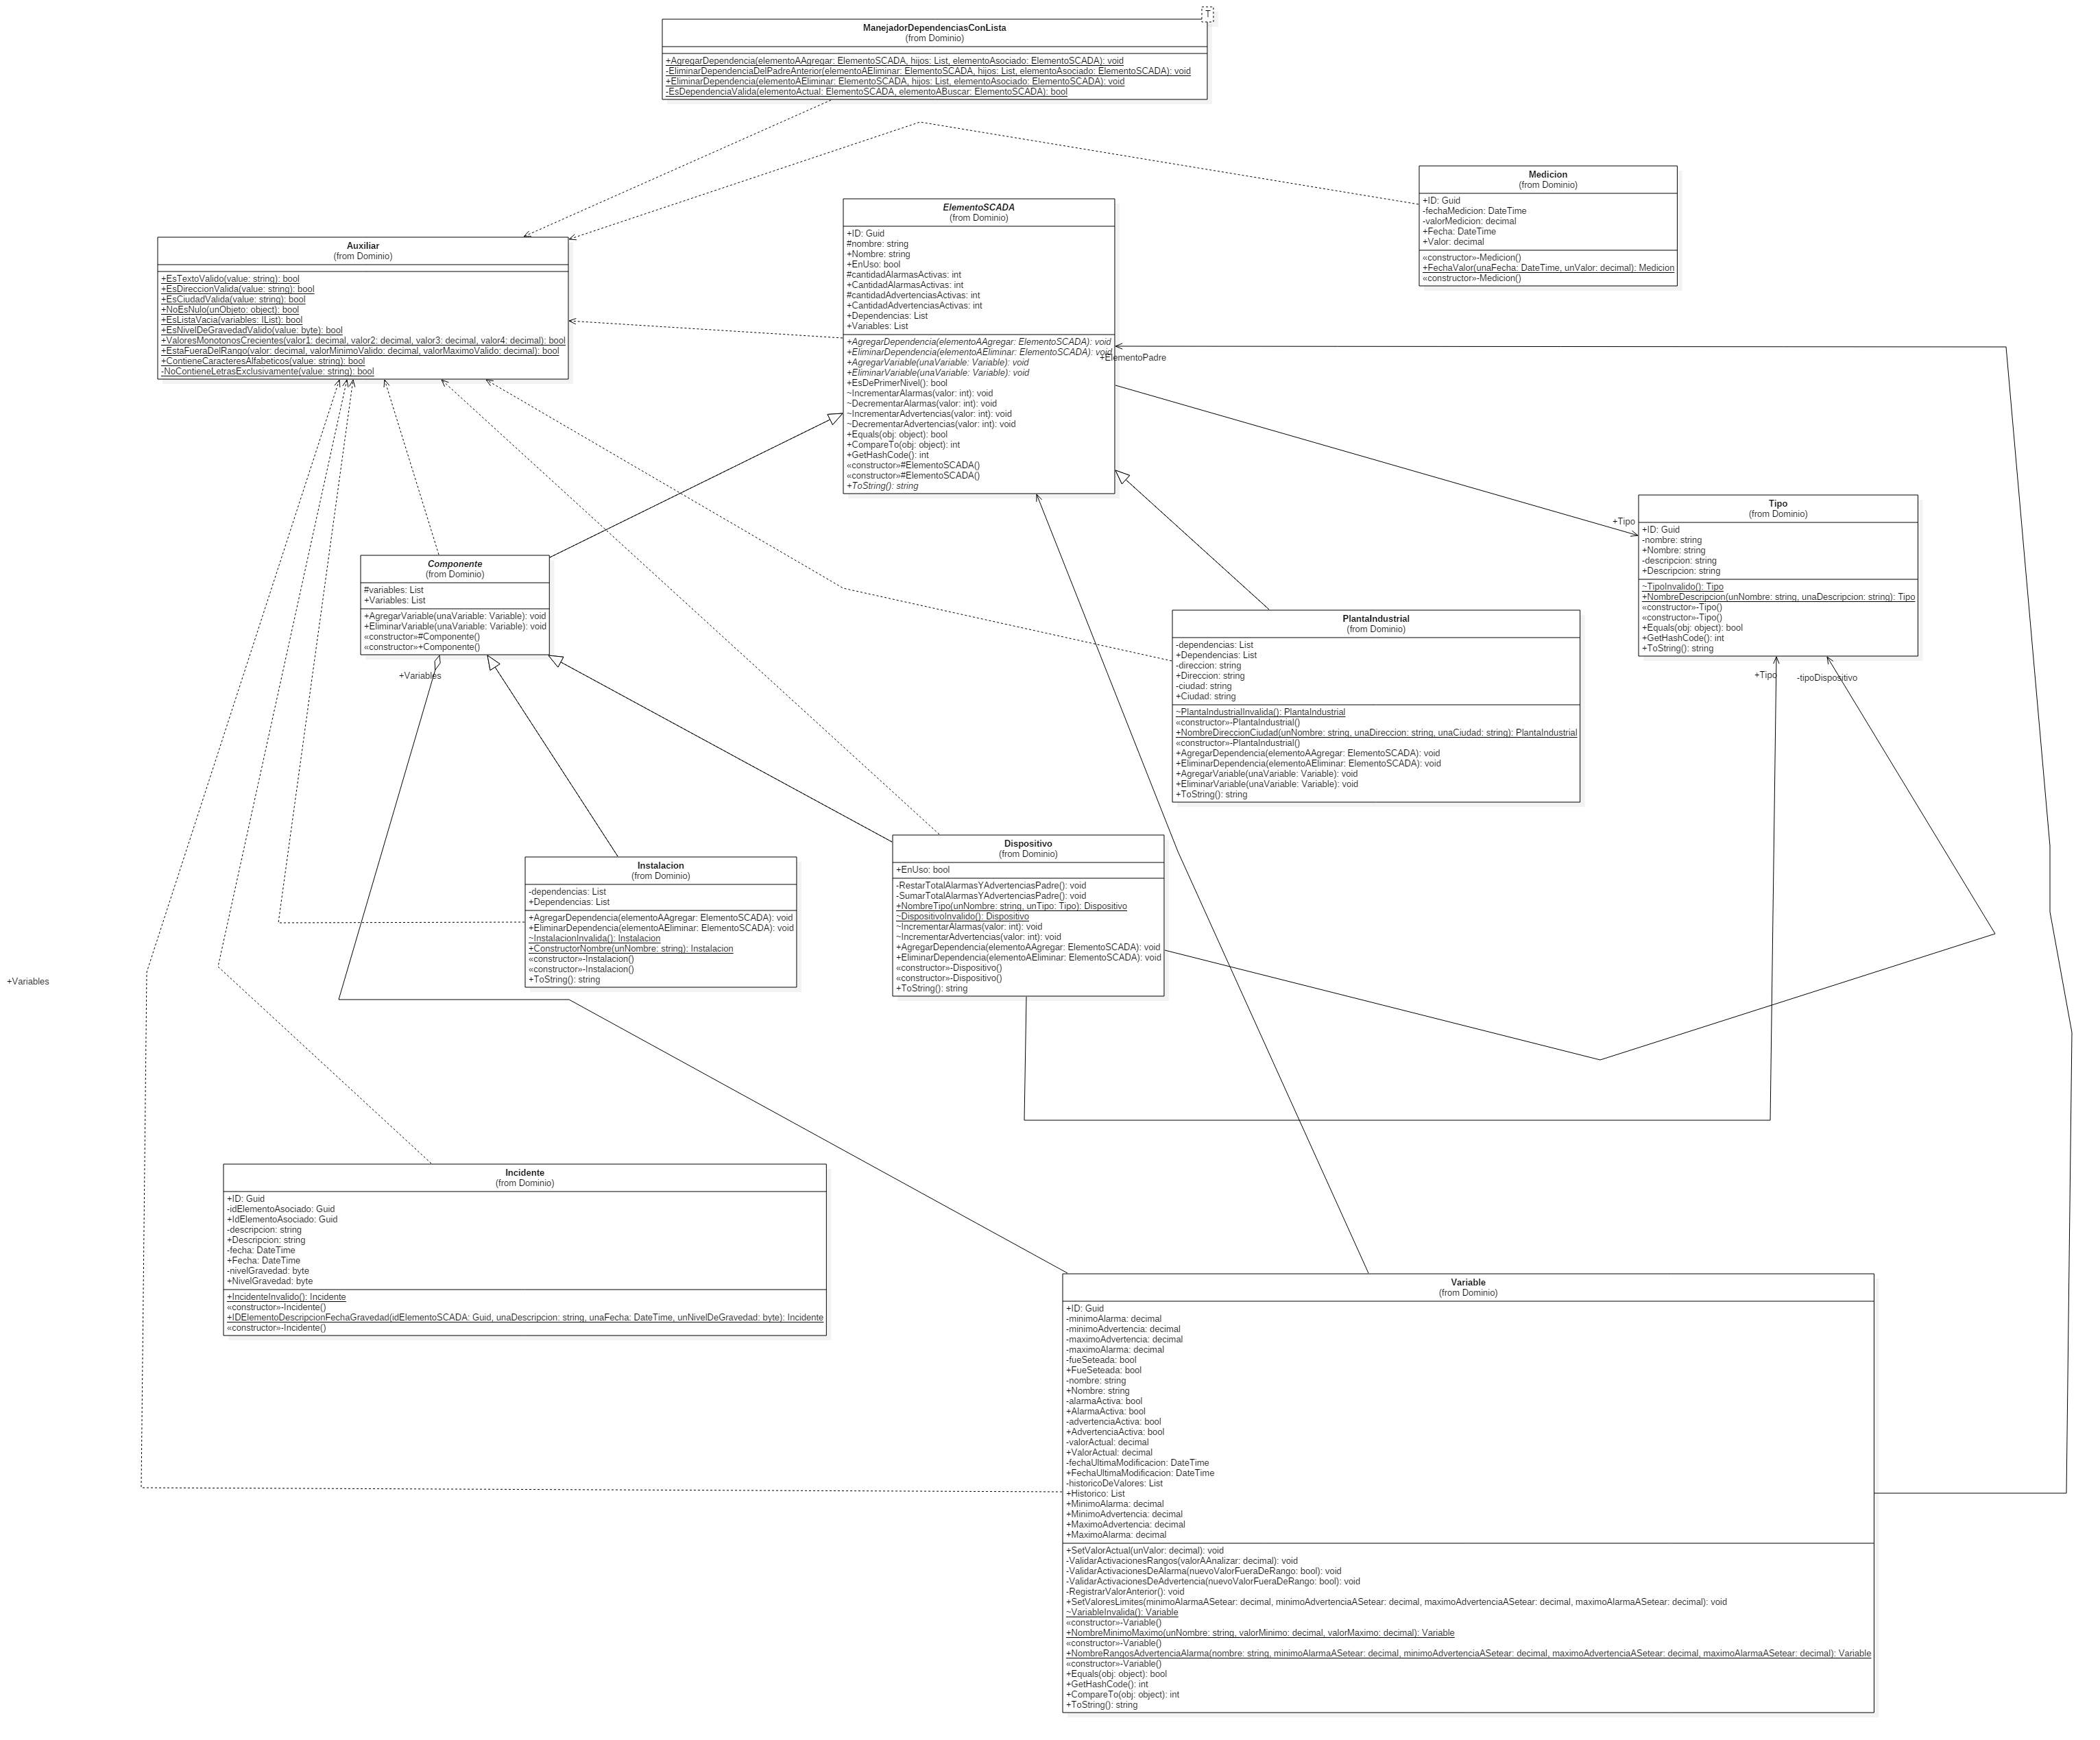 T
ManejadorDependenciasConLista
(from Dominio)
+AgregarDependencia(elementoAAgregar: ElementoSCADA, hijos: List, elementoAsociado: ElementoSCADA): void
-EliminarDependenciaDelPadreAnterior(elementoAEliminar: ElementoSCADA, hijos: List, elementoAsociado: ElementoSCADA): void
+EliminarDependencia(elementoAEliminar: ElementoSCADA, hijos: List, elementoAsociado: ElementoSCADA): void
-EsDependenciaValida(elementoActual: ElementoSCADA, elementoABuscar: ElementoSCADA): bool
Medicion
(from Dominio)
+ID: Guid
-fechaMedicion: DateTime
-valorMedicion: decimal
+Fecha: DateTime
+Valor: decimal
«constructor»-Medicion()
+FechaValor(unaFecha: DateTime, unValor: decimal): Medicion
«constructor»-Medicion()
ElementoSCADA
(from Dominio)
+ID: Guid
#nombre: string
+Nombre: string
+EnUso: bool
#cantidadAlarmasActivas: int
+CantidadAlarmasActivas: int
#cantidadAdvertenciasActivas: int
+CantidadAdvertenciasActivas: int
+Dependencias: List
+Variables: List
+AgregarDependencia(elementoAAgregar: ElementoSCADA): void
+EliminarDependencia(elementoAEliminar: ElementoSCADA): void
+AgregarVariable(unaVariable: Variable): void
+EliminarVariable(unaVariable: Variable): void
+EsDePrimerNivel(): bool
~IncrementarAlarmas(valor: int): void
~DecrementarAlarmas(valor: int): void
~IncrementarAdvertencias(valor: int): void
~DecrementarAdvertencias(valor: int): void
+Equals(obj: object): bool
+CompareTo(obj: object): int
+GetHashCode(): int
«constructor»#ElementoSCADA()
«constructor»#ElementoSCADA()
+ToString(): string
+ElementoPadre
Auxiliar
(from Dominio)
+EsTextoValido(value: string): bool
+EsDireccionValida(value: string): bool
+EsCiudadValida(value: string): bool
+NoEsNulo(unObjeto: object): bool
+EsListaVacia(variables: IList): bool
+EsNivelDeGravedadValido(value: byte): bool
+ValoresMonotonosCrecientes(valor1: decimal, valor2: decimal, valor3: decimal, valor4: decimal): bool
+EstaFueraDelRango(valor: decimal, valorMinimoValido: decimal, valorMaximoValido: decimal): bool
+ContieneCaracteresAlfabeticos(value: string): bool
-NoContieneLetrasExclusivamente(value: string): bool
+Tipo
Tipo
(from Dominio)
+ID: Guid
-nombre: string
+Nombre: string
-descripcion: string
+Descripcion: string
~TipoInvalido(): Tipo
+NombreDescripcion(unNombre: string, unaDescripcion: string): Tipo
«constructor»-Tipo()
«constructor»-Tipo()
+Equals(obj: object): bool
+GetHashCode(): int
+ToString(): string
+Tipo
-tipoDispositivo
Componente
(from Dominio)
#variables: List
+Variables: List
+AgregarVariable(unaVariable: Variable): void
+EliminarVariable(unaVariable: Variable): void
«constructor»#Componente()
«constructor»+Componente()
+Variables
PlantaIndustrial
(from Dominio)
-dependencias: List
+Dependencias: List
-direccion: string
+Direccion: string
-ciudad: string
+Ciudad: string
~PlantaIndustrialInvalida(): PlantaIndustrial
«constructor»-PlantaIndustrial()
+NombreDireccionCiudad(unNombre: string, unaDireccion: string, unaCiudad: string): PlantaIndustrial
«constructor»-PlantaIndustrial()
+AgregarDependencia(elementoAAgregar: ElementoSCADA): void
+EliminarDependencia(elementoAEliminar: ElementoSCADA): void
+AgregarVariable(unaVariable: Variable): void
+EliminarVariable(unaVariable: Variable): void
+ToString(): string
Dispositivo
(from Dominio)
+EnUso: bool
-RestarTotalAlarmasYAdvertenciasPadre(): void
-SumarTotalAlarmasYAdvertenciasPadre(): void
+NombreTipo(unNombre: string, unTipo: Tipo): Dispositivo
~DispositivoInvalido(): Dispositivo
~IncrementarAlarmas(valor: int): void
~IncrementarAdvertencias(valor: int): void
+AgregarDependencia(elementoAAgregar: ElementoSCADA): void
+EliminarDependencia(elementoAEliminar: ElementoSCADA): void
«constructor»-Dispositivo()
«constructor»-Dispositivo()
+ToString(): string
Instalacion
(from Dominio)
-dependencias: List
+Dependencias: List
+AgregarDependencia(elementoAAgregar: ElementoSCADA): void
+EliminarDependencia(elementoAEliminar: ElementoSCADA): void
~InstalacionInvalida(): Instalacion
+ConstructorNombre(unNombre: string): Instalacion
«constructor»-Instalacion()
«constructor»-Instalacion()
+ToString(): string
+Variables
Incidente
(from Dominio)
+ID: Guid
-idElementoAsociado: Guid
+IdElementoAsociado: Guid
-descripcion: string
+Descripcion: string
-fecha: DateTime
+Fecha: DateTime
-nivelGravedad: byte
+NivelGravedad: byte
+IncidenteInvalido(): Incidente
«constructor»-Incidente()
+IDElementoDescripcionFechaGravedad(idElementoSCADA: Guid, unaDescripcion: string, unaFecha: DateTime, unNivelDeGravedad: byte): Incidente
«constructor»-Incidente()
Variable
(from Dominio)
+ID: Guid
-minimoAlarma: decimal
-minimoAdvertencia: decimal
-maximoAdvertencia: decimal
-maximoAlarma: decimal
-fueSeteada: bool
+FueSeteada: bool
-nombre: string
+Nombre: string
-alarmaActiva: bool
+AlarmaActiva: bool
-advertenciaActiva: bool
+AdvertenciaActiva: bool
-valorActual: decimal
+ValorActual: decimal
-fechaUltimaModificacion: DateTime
+FechaUltimaModificacion: DateTime
-historicoDeValores: List
+Historico: List
+MinimoAlarma: decimal
+MinimoAdvertencia: decimal
+MaximoAdvertencia: decimal
+MaximoAlarma: decimal
+SetValorActual(unValor: decimal): void
-ValidarActivacionesRangos(valorAAnalizar: decimal): void
-ValidarActivacionesDeAlarma(nuevoValorFueraDeRango: bool): void
-ValidarActivacionesDeAdvertencia(nuevoValorFueraDeRango: bool): void
-RegistrarValorAnterior(): void
+SetValoresLimites(minimoAlarmaASetear: decimal, minimoAdvertenciaASetear: decimal, maximoAdvertenciaASetear: decimal, maximoAlarmaASetear: decimal): void
~VariableInvalida(): Variable
«constructor»-Variable()
+NombreMinimoMaximo(unNombre: string, valorMinimo: decimal, valorMaximo: decimal): Variable
«constructor»-Variable()
+NombreRangosAdvertenciaAlarma(nombre: string, minimoAlarmaASetear: decimal, minimoAdvertenciaASetear: decimal, maximoAdvertenciaASetear: decimal, maximoAlarmaASetear: decimal): Variable
«constructor»-Variable()
+Equals(obj: object): bool
+GetHashCode(): int
+CompareTo(obj: object): int
+ToString(): string